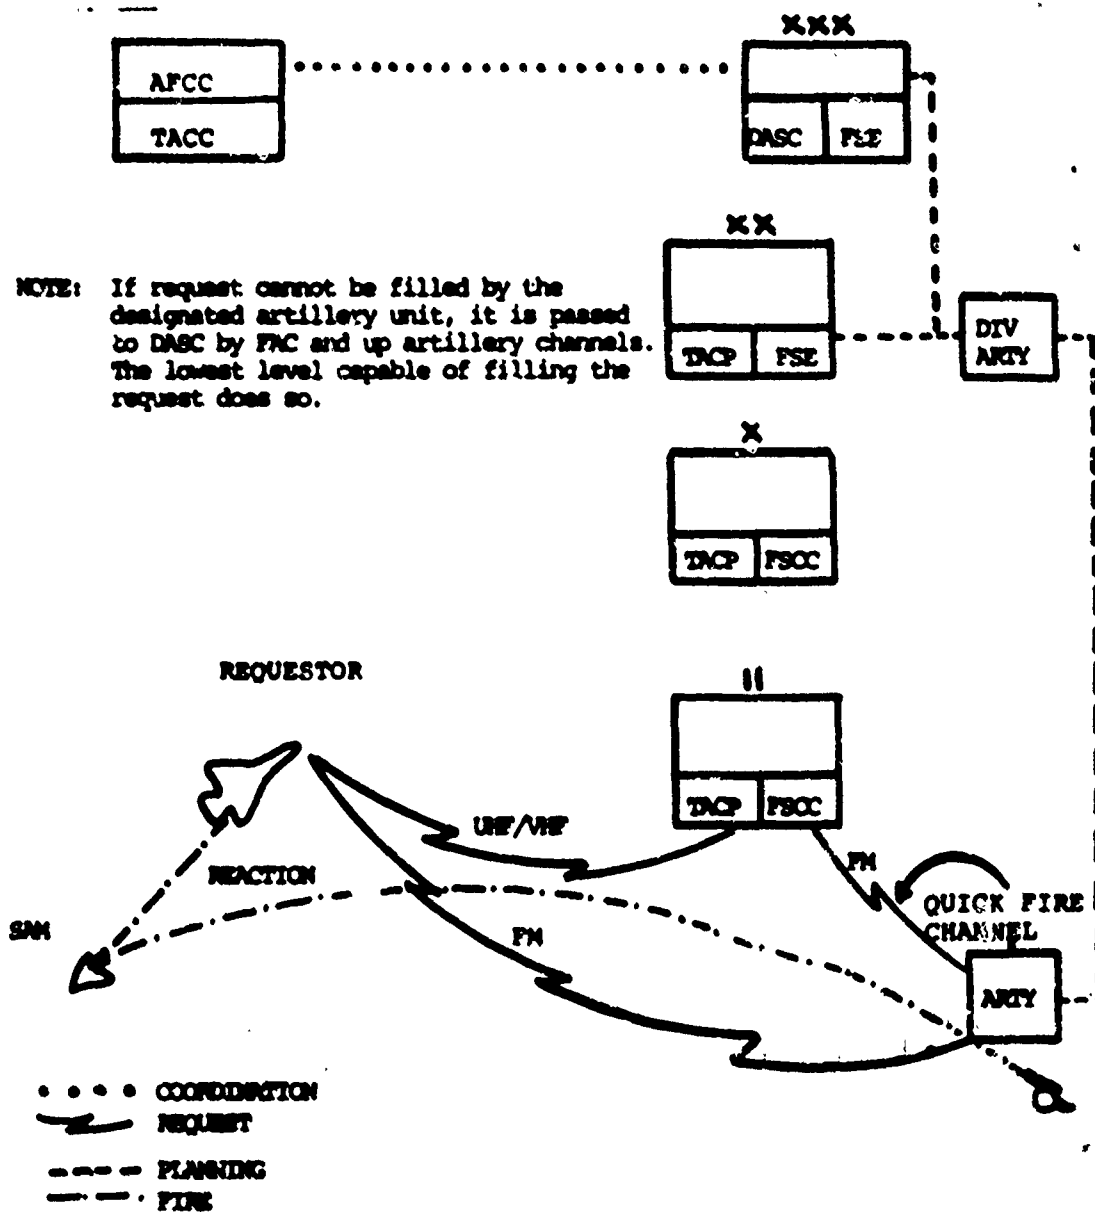 XXX
AFCC
TACC
DASC FSE
XX
NOTE: If request cannot be filled by the
designated artillery unit, it is passed
to DASC by FAC and up artillery channels.
The lowest level capable of filling the
request does so.
TACP FSE
DIV
ARTY
X
TACP FSCC
REQUESTOR
II
TACP FSCC
UHF/VHF
FM
REACTION
QUICK FIRE
CHANNEL
SAM
FM
ARTY
COORDINATION
REQUEST
PLANNING
FIRE